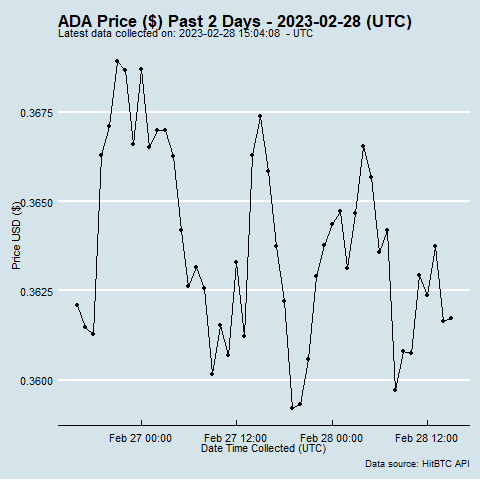 ADA Price ($) Past 2 Days - 2023-02-28 (UTC)
Latest data collected on: 2023-02-28 15:04:08 - UTC
0.3675
0.3650
0.3625
0.3600
Price USD ($)
Feb 27 00:00 Feb 27 12:00 Feb 28 00:00 Feb 28 12:00
Date Time Collected (UTC)
Data source: HitBTC API